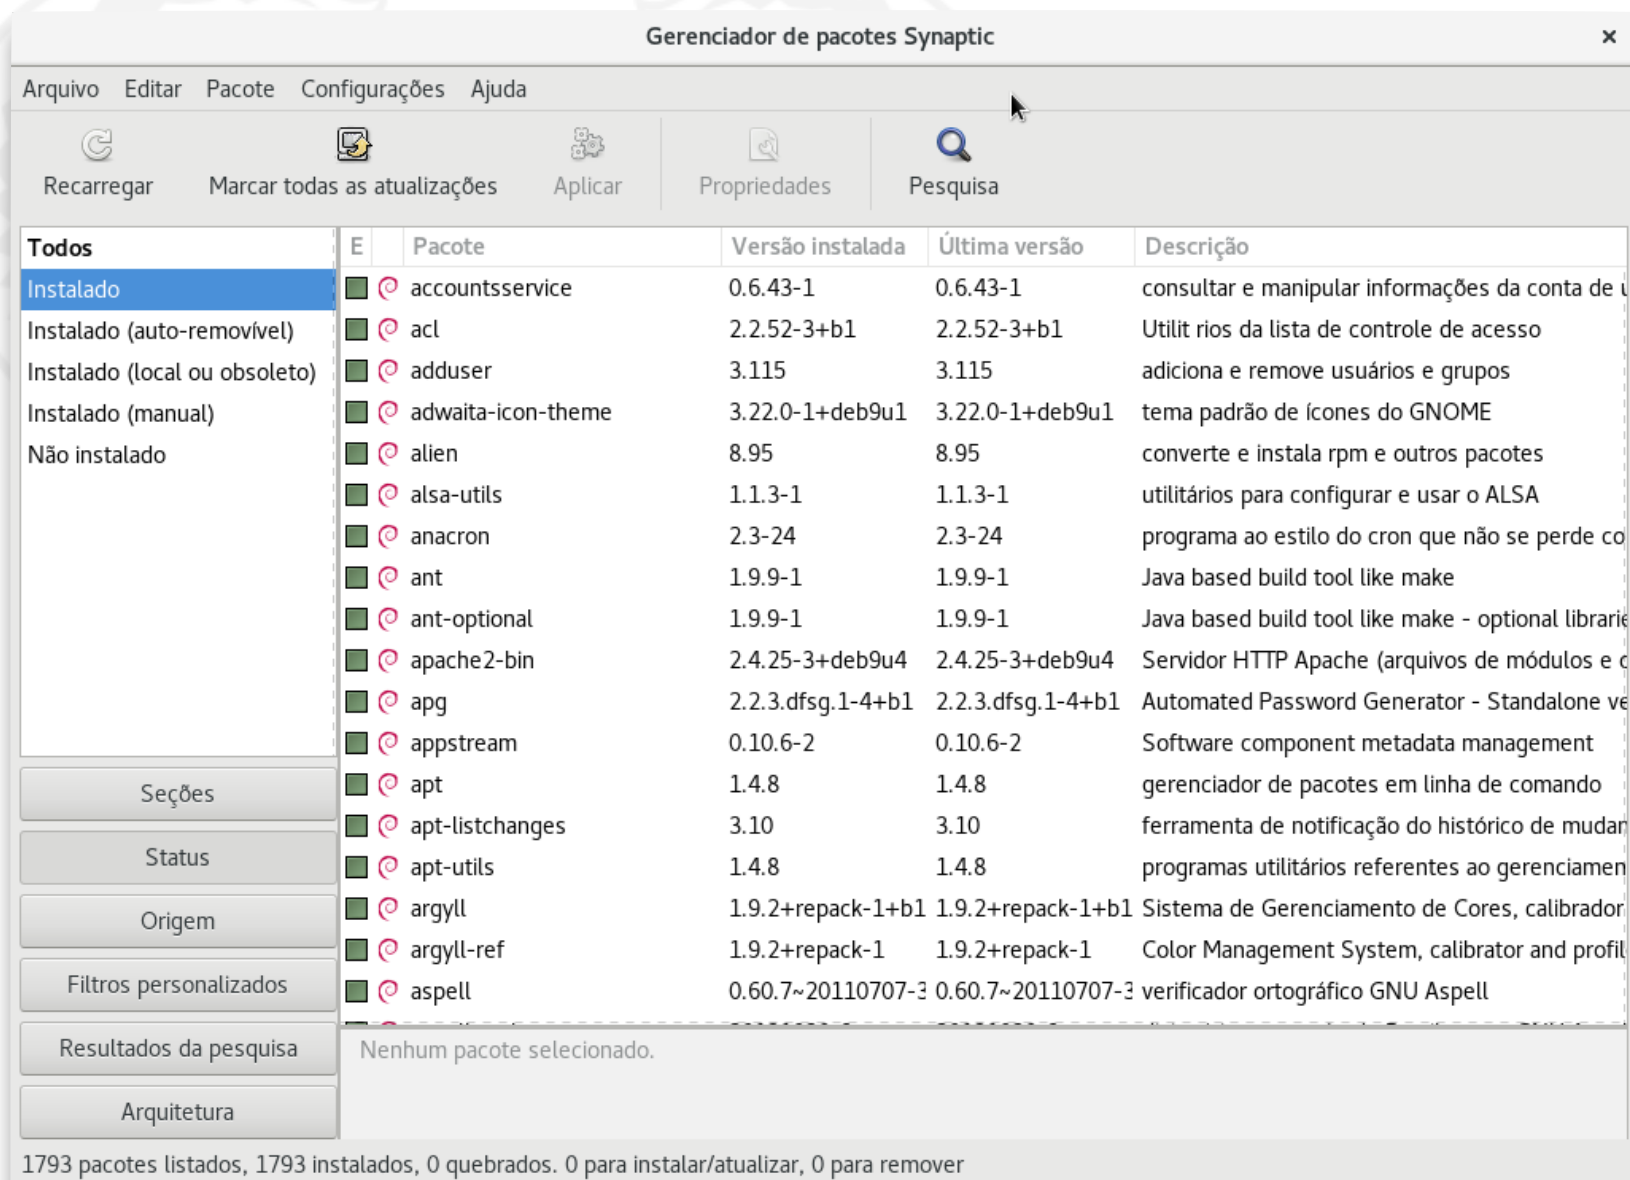 Gerenciador de pacotes Synaptic
Arquivo Editar Pacote Configurações Ajuda
Recarregar Marcar todas as atualizações Aplicar Propriedades Pesquisa
Todos
Instalado
Instalado (auto-removível)
Instalado (local ou obsoleto)
Instalado (manual)
Não instalado
Seções
Status
Origem
Filtros personalizados
Resultados da pesquisa
Arquitetura
E Pacote Versão instalada Última versão Descrição
accountsservice 0.6.43-1 0.6.43-1 consultar e manipular informações da conta de
acl 2.2.52-3+b1 2.2.52-3+b1 Utilit rios da lista de controle de acesso
adduser 3.115 3.115 adiciona e remove usuários e grupos
adwaita-icon-theme 3.22.0-1+deb9u1 3.22.0-1+deb9u1 tema padrão de ícones do GNOME
alien 8.95 8.95 converte e instala rpm e outros pacotes
alsa-utils 1.1.3-1 1.1.3-1 utilitários para configurar e usar o ALSA
anacron 2.3-24 2.3-24 programa ao estilo do cron que não se perde co
ant 1.9.9-1 1.9.9-1 Java based build tool like make
ant-optional 1.9.9-1 1.9.9-1 Java based build tool like make - optional librarie
apache2-bin 2.4.25-3+deb9u4 2.4.25-3+deb9u4 Servidor HTTP Apache (arquivos de módulos e
apg 2.2.3.dfsg.1-4+b1 2.2.3.dfsg.1-4+b1 Automated Password Generator - Standalone ve
appstream 0.10.6-2 0.10.6-2 Software component metadata management
apt 1.4.8 1.4.8 gerenciador de pacotes em linha de comando
apt-listchanges 3.10 3.10 ferramenta de notificação do histórico de mudan
apt-utils 1.4.8 1.4.8 programas utilitários referentes ao gerenciamen
argyll 1.9.2+repack-1+b1 1.9.2+repack-1+b1 Sistema de Gerenciamento de Cores, calibrador
argyll-ref 1.9.2+repack-1 1.9.2+repack-1 Color Management System, calibrator and profil
aspell 0.60.7~20110707-3 0.60.7~20110707-3 verificador ortográfico GNU Aspell
Nenhum pacote selecionado.
1793 pacotes listados, 1793 instalados, 0 quebrados. 0 para instalar/atualizar, 0 para remover